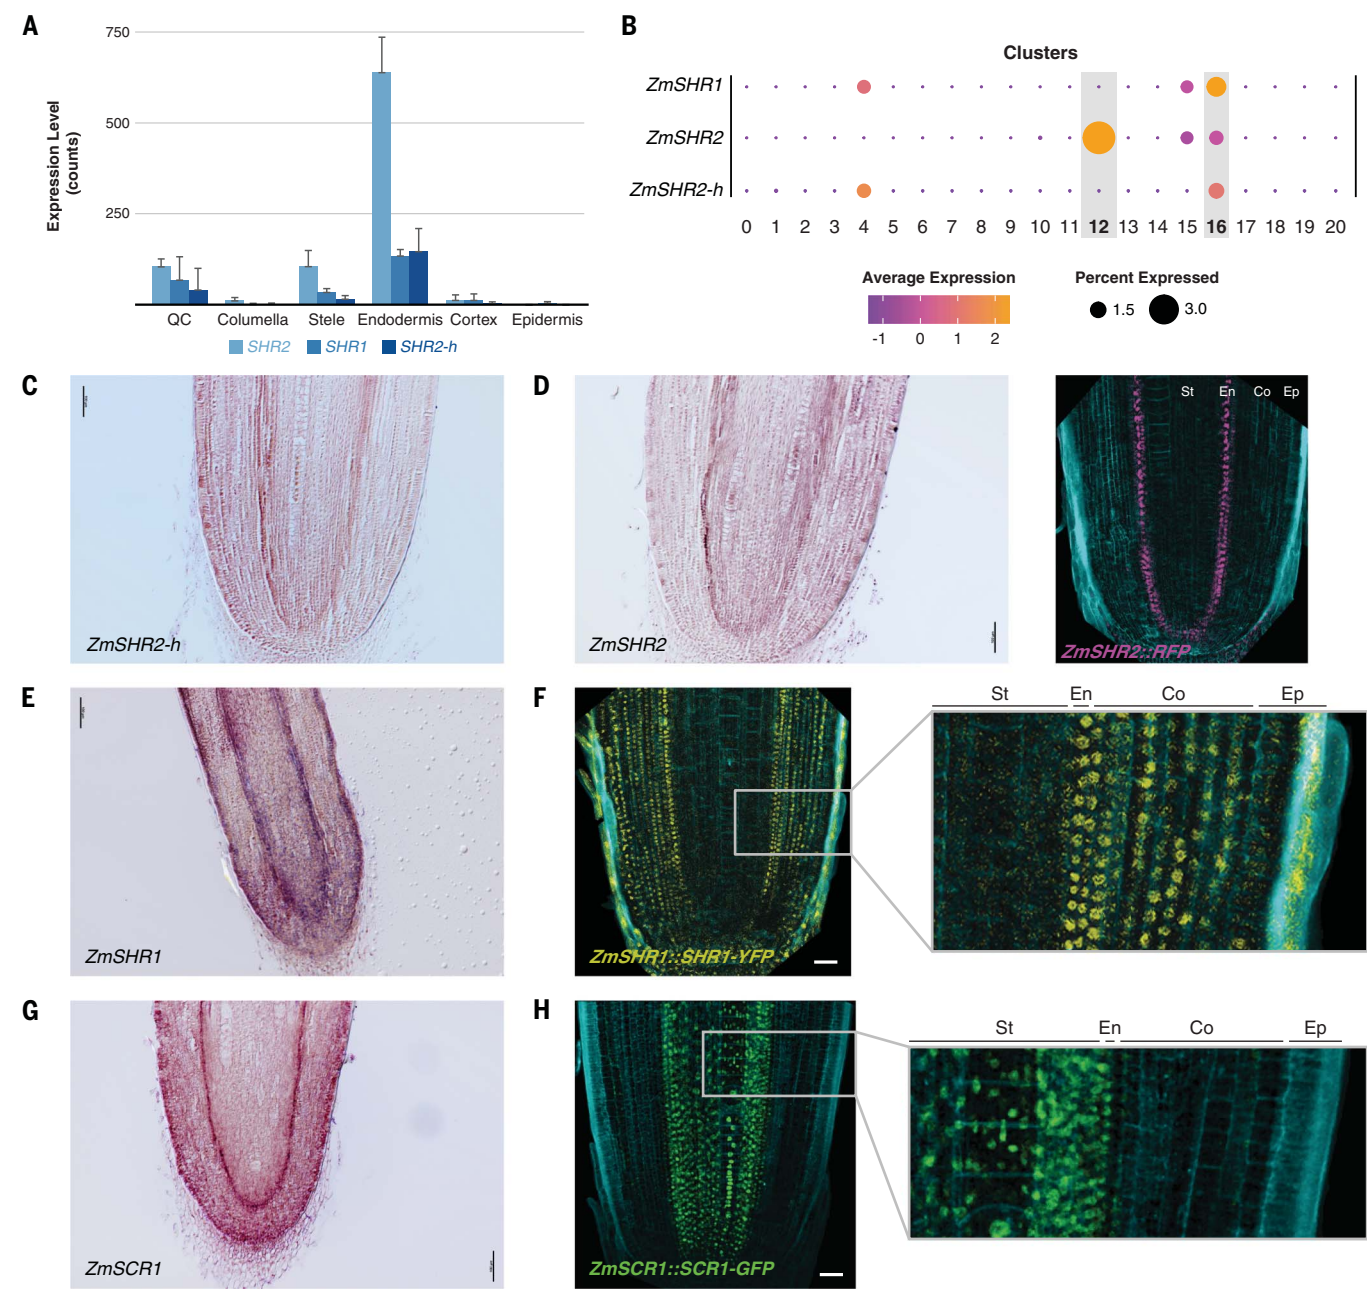 A
750
500
250
Expression Level
(counts)
QC Columella Stele Endodermis Cortex Epidermis
SHR2 SHR1 SHR2-h
B
Clusters
ZmSHR1
ZmSHR2
ZmSHR2-h
0 1 2 3 4 5 6 7 8 9 10 11 12 13 14 15 16 17 18 19 20
Average Expression
-1 0 1 2
Percent Expressed
1.5 3.0
C
ZmSHR2-h
D
ZmSHR2
St En Co Ep
ZmSHR2::RFP
E
ZmSHR1
F
ZmSHR1::SHR1-YFP
St En Co Ep
G
ZmSCR1
H
ZmSCR1::SCR1-GFP
St En Co Ep